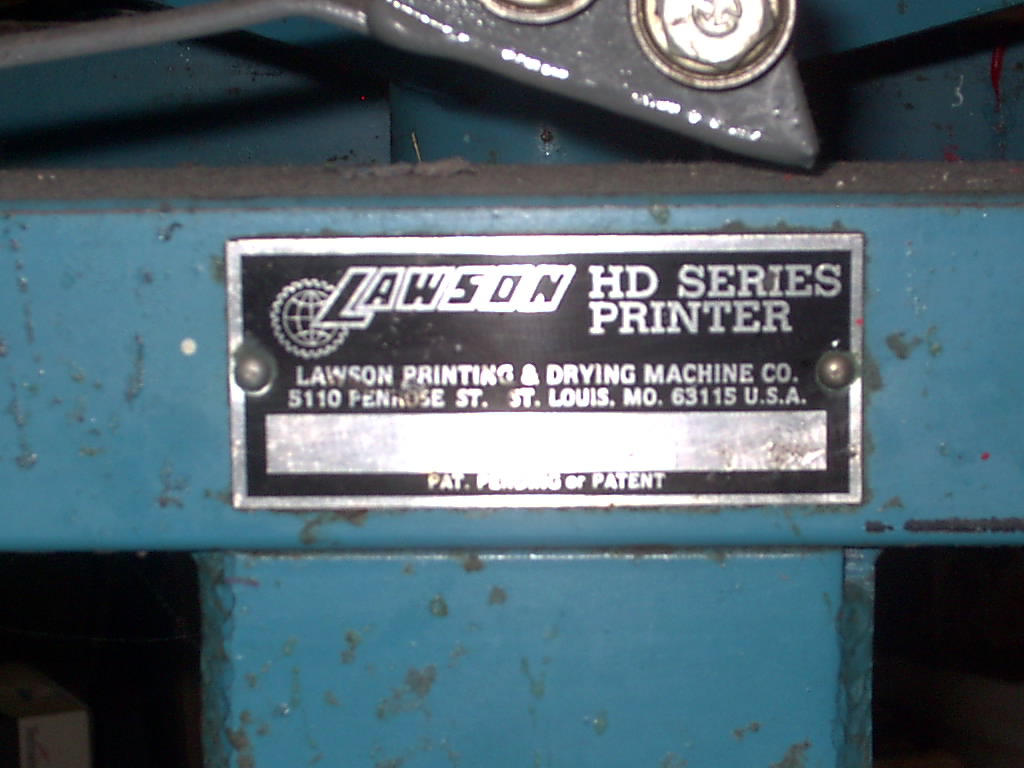 LAWSON HD SERIES
PRINTER
LAWSON PRINTING & DRYING MACHINE CO.
5110 PENROSE ST. ST. LOUIS, MO. 63115 U.S.A.
PAT. PENDING or PATENT